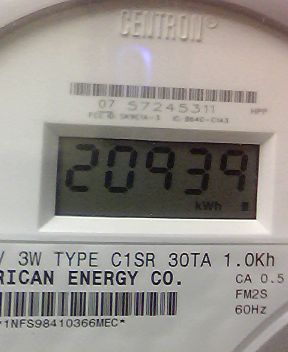 CENTRON®
07 57245311
HPP
20939
kWh
3W TYPE C1SR 30TA 1.0Kh
RICAN ENERGY CO.
CA 0.5
FM2S
60Hz
*1NFS98410366MEC*